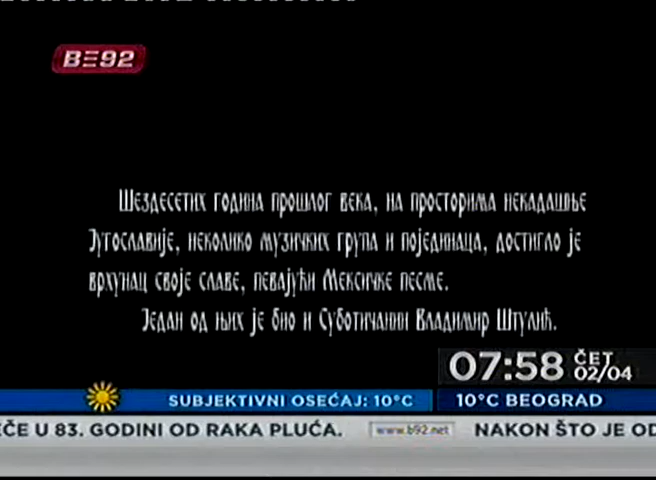 BE92
Шездесетих година прошлог века, на просторима некадашње
Југославије, неколико музичких група и појединаца, достигло је
врхунац своје славе, певајући Мексичке песме.
Један од њих је био и Суботичанин Владимир Штулић.
07:58 ČET
02/04
SUBJEKTIVNI OSEĆAJ: 10°C 10°C BEOGRAD
ČE U 83. GODINI OD RAKA PLUĆA. www.b92.net NAKON ŠTO JE OD